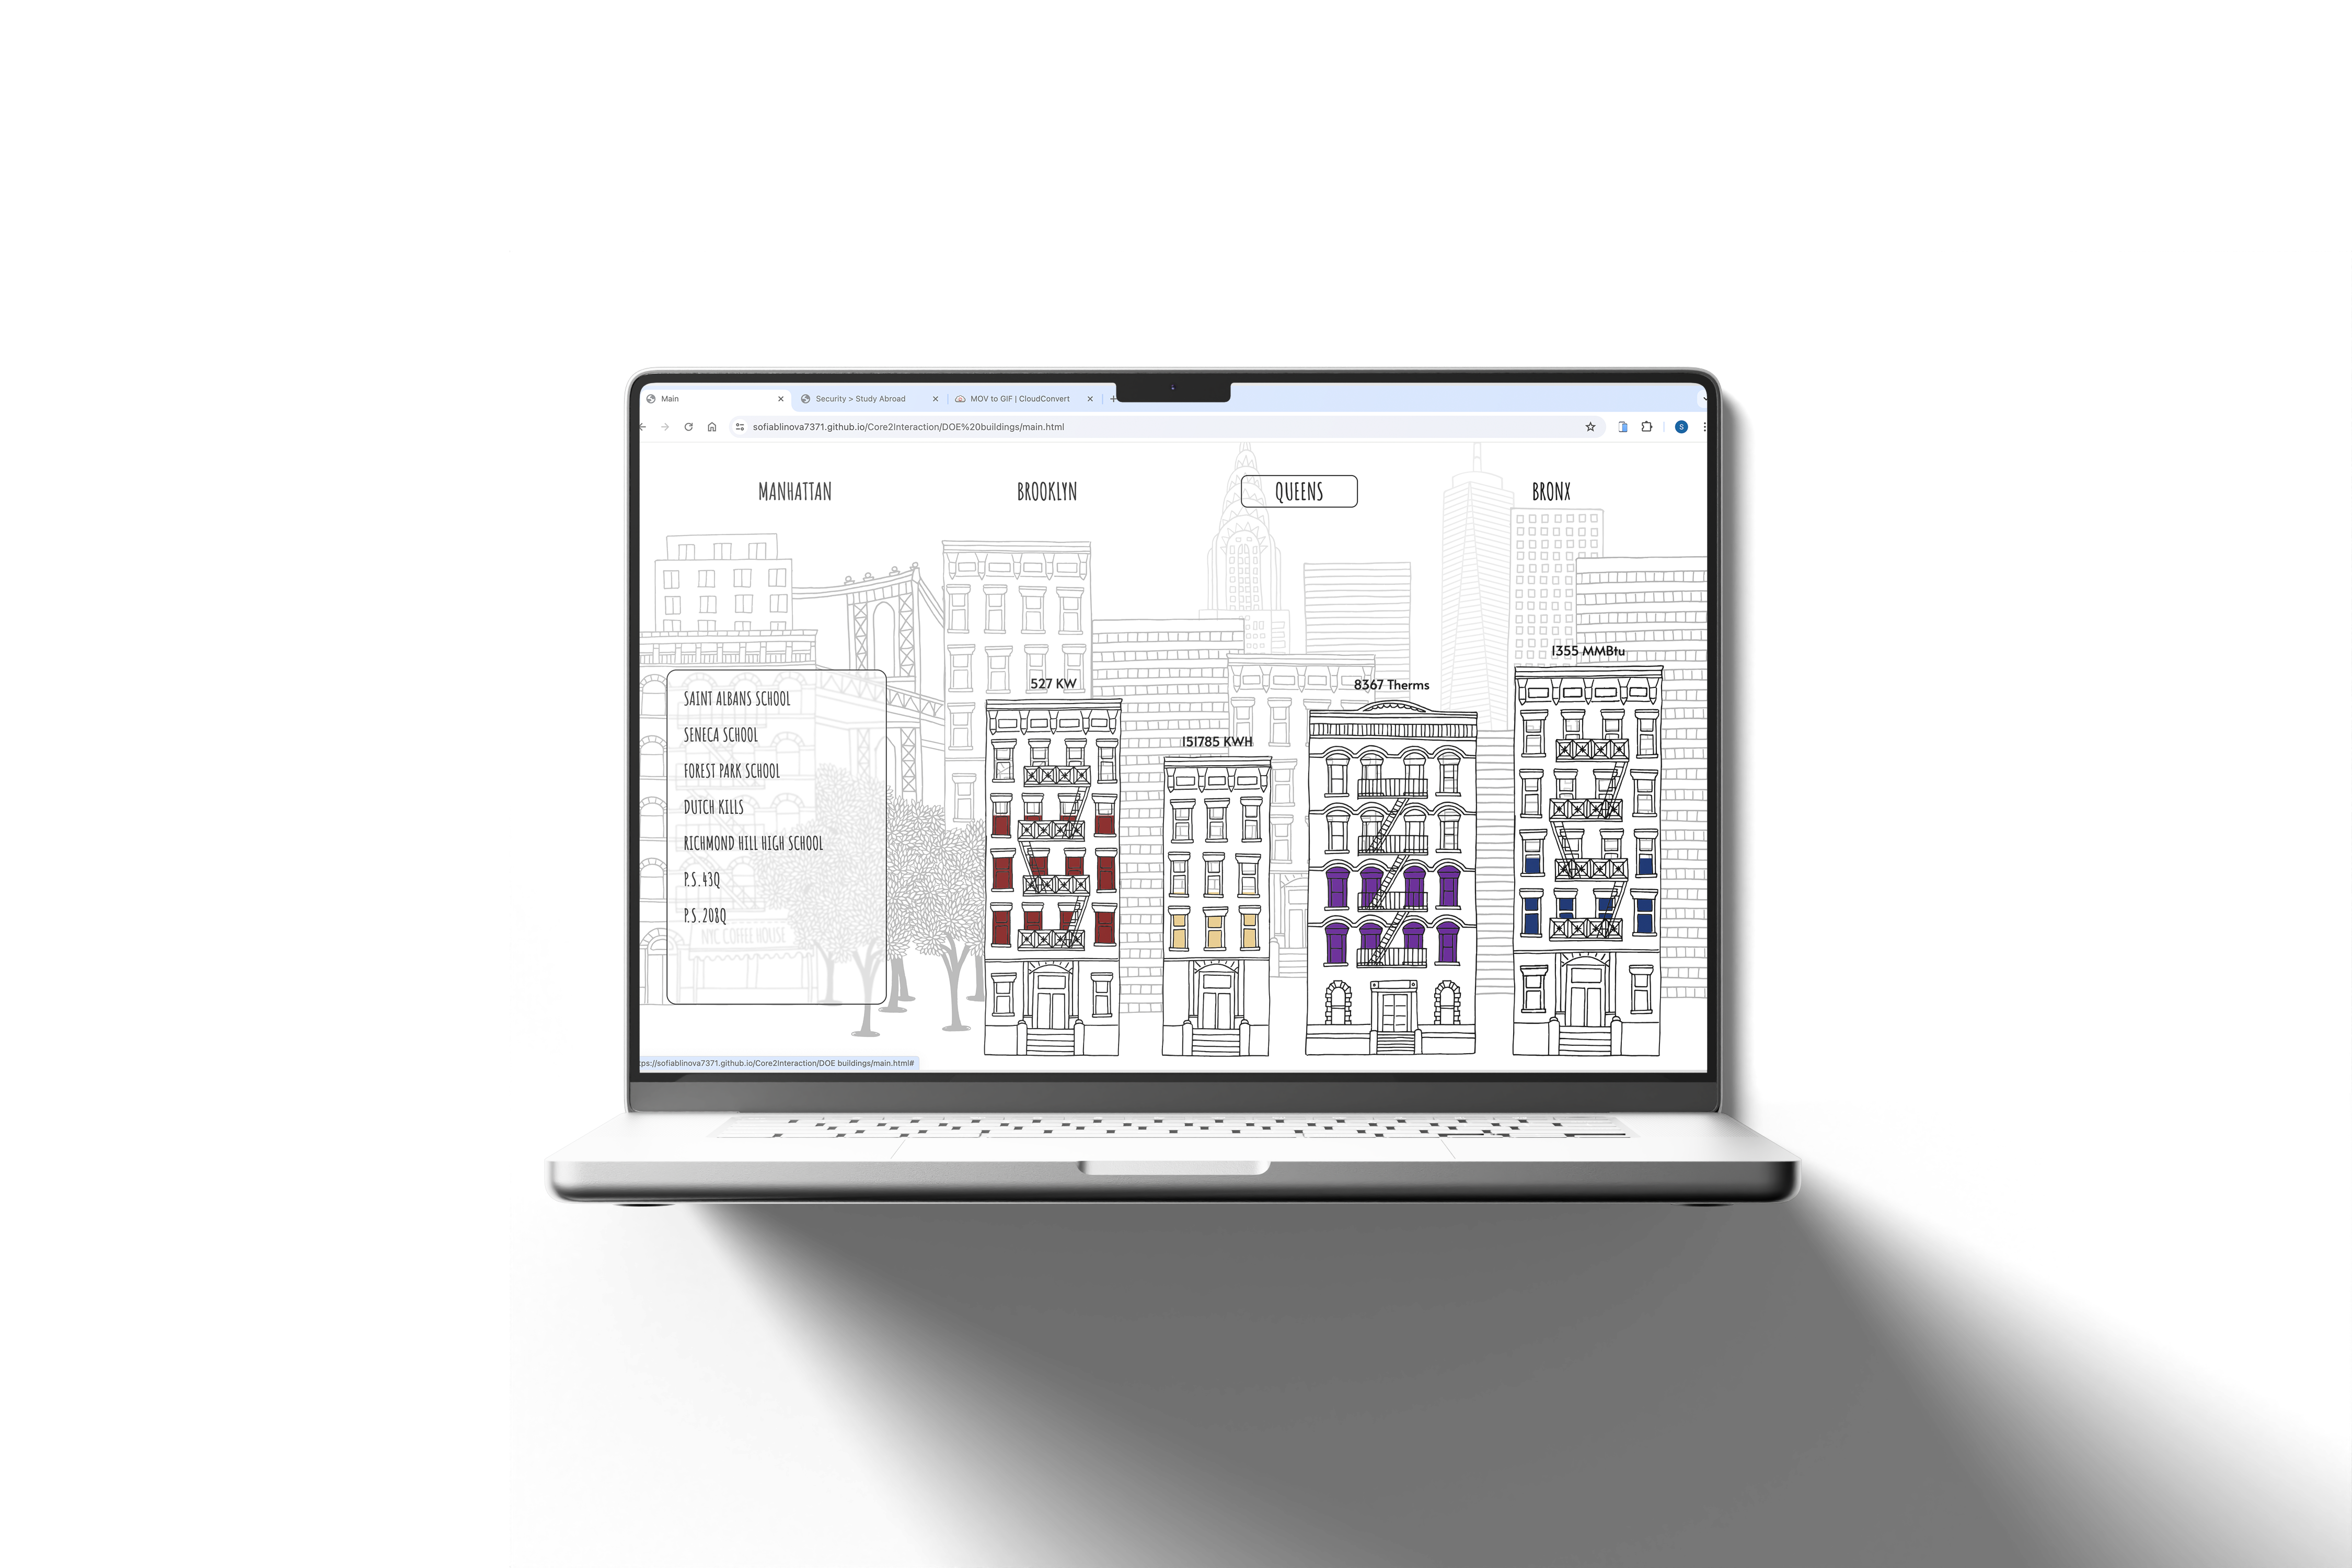 Main
Security > Study Abroad
MOV to GIF | CloudConvert
sofiablinova7371.github.io/Core2Interaction/DOE%20buildings/main.html
S
MANHATTAN
BROOKLYN
QUEENS
BRONX
1355 MMBtu
527 KW
8367 Therms
151785 KWH
SAINT ALBANS SCHOOL
SENECA SCHOOL
FOREST PARK SCHOOL
DUTCH KILLS
RICHMOND HILL HIGH SCHOOL
P.S.43Q
P.S.208Q
NYC COFFEE HOUSE
tps://sofiablinova7371.github.io/Core2Interaction/DOE buildings/main.html#